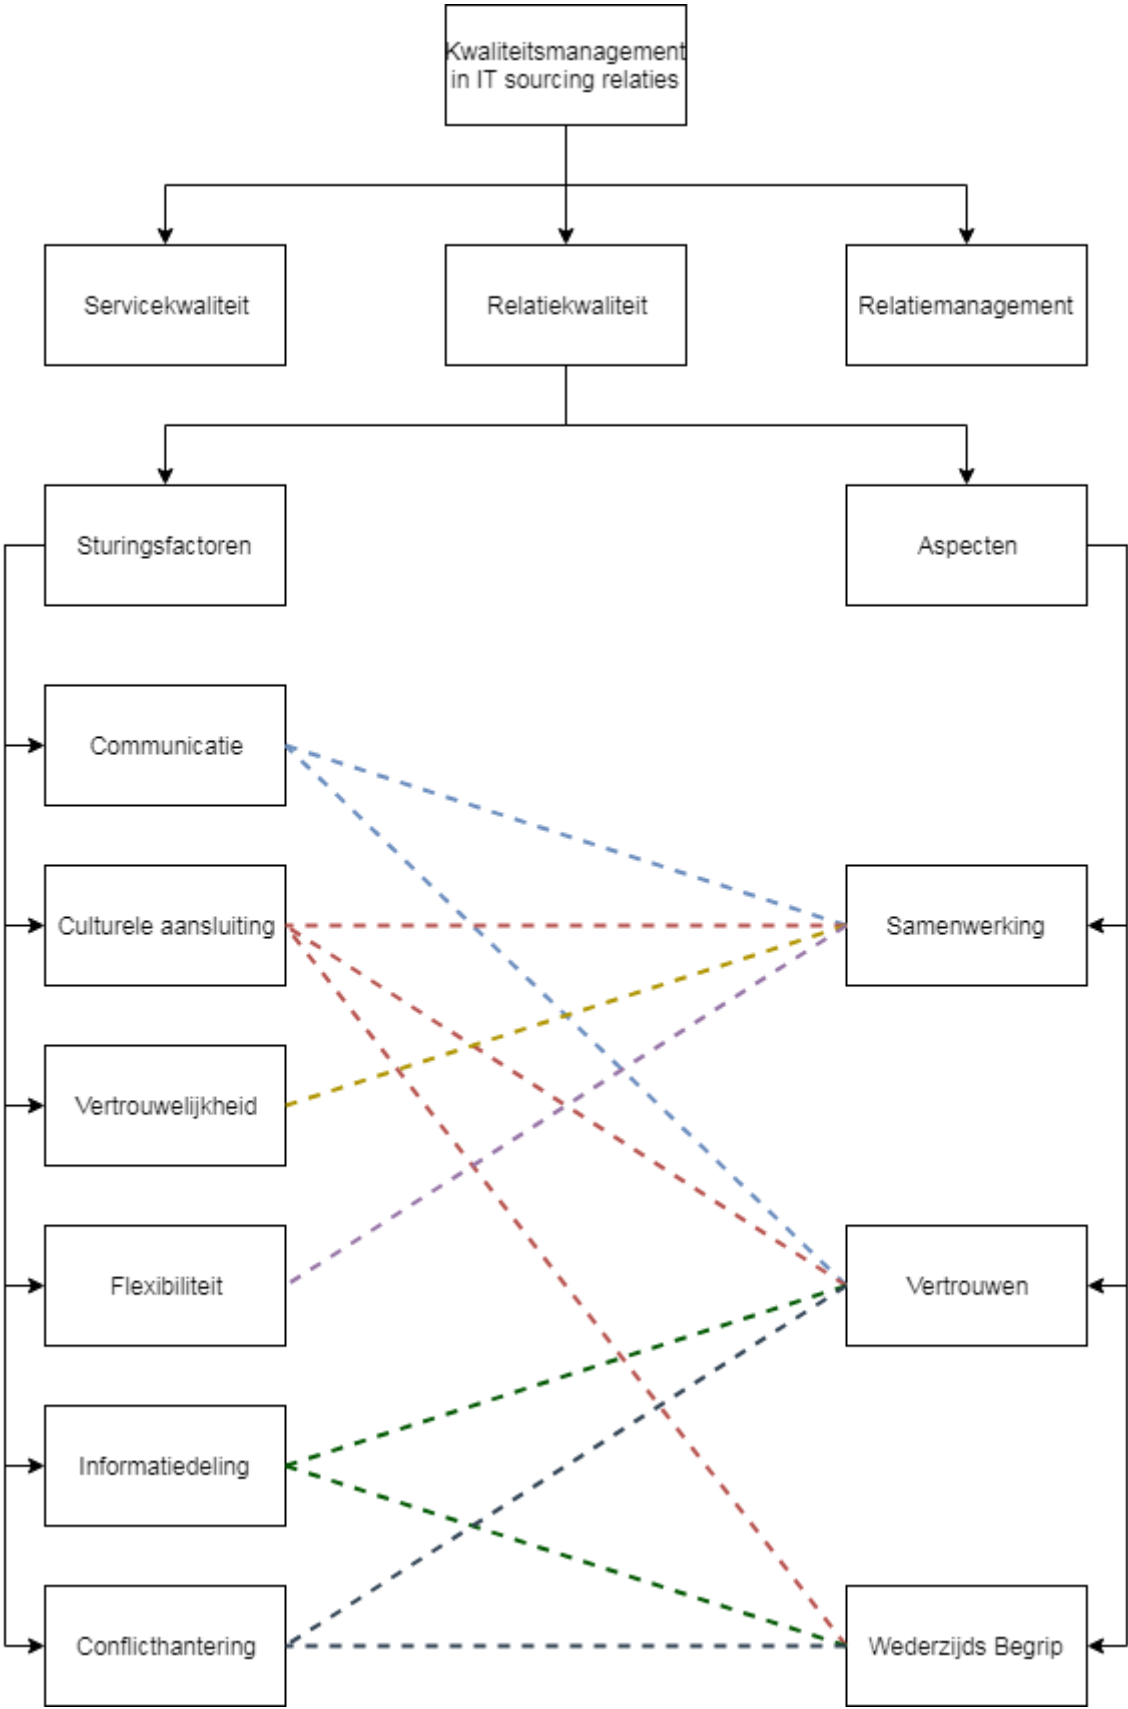 Kwaliteitsmanagement
in IT sourcing relaties
Servicekwaliteit
Relatiekwaliteit
Relatiemanagement
Sturingsfactoren
Aspecten
Communicatie
Culturele aansluiting
Samenwerking
Vertrouwelijkheid
Flexibiliteit
Vertrouwen
Informatiedeling
Conflicthantering
Wederzijds Begrip